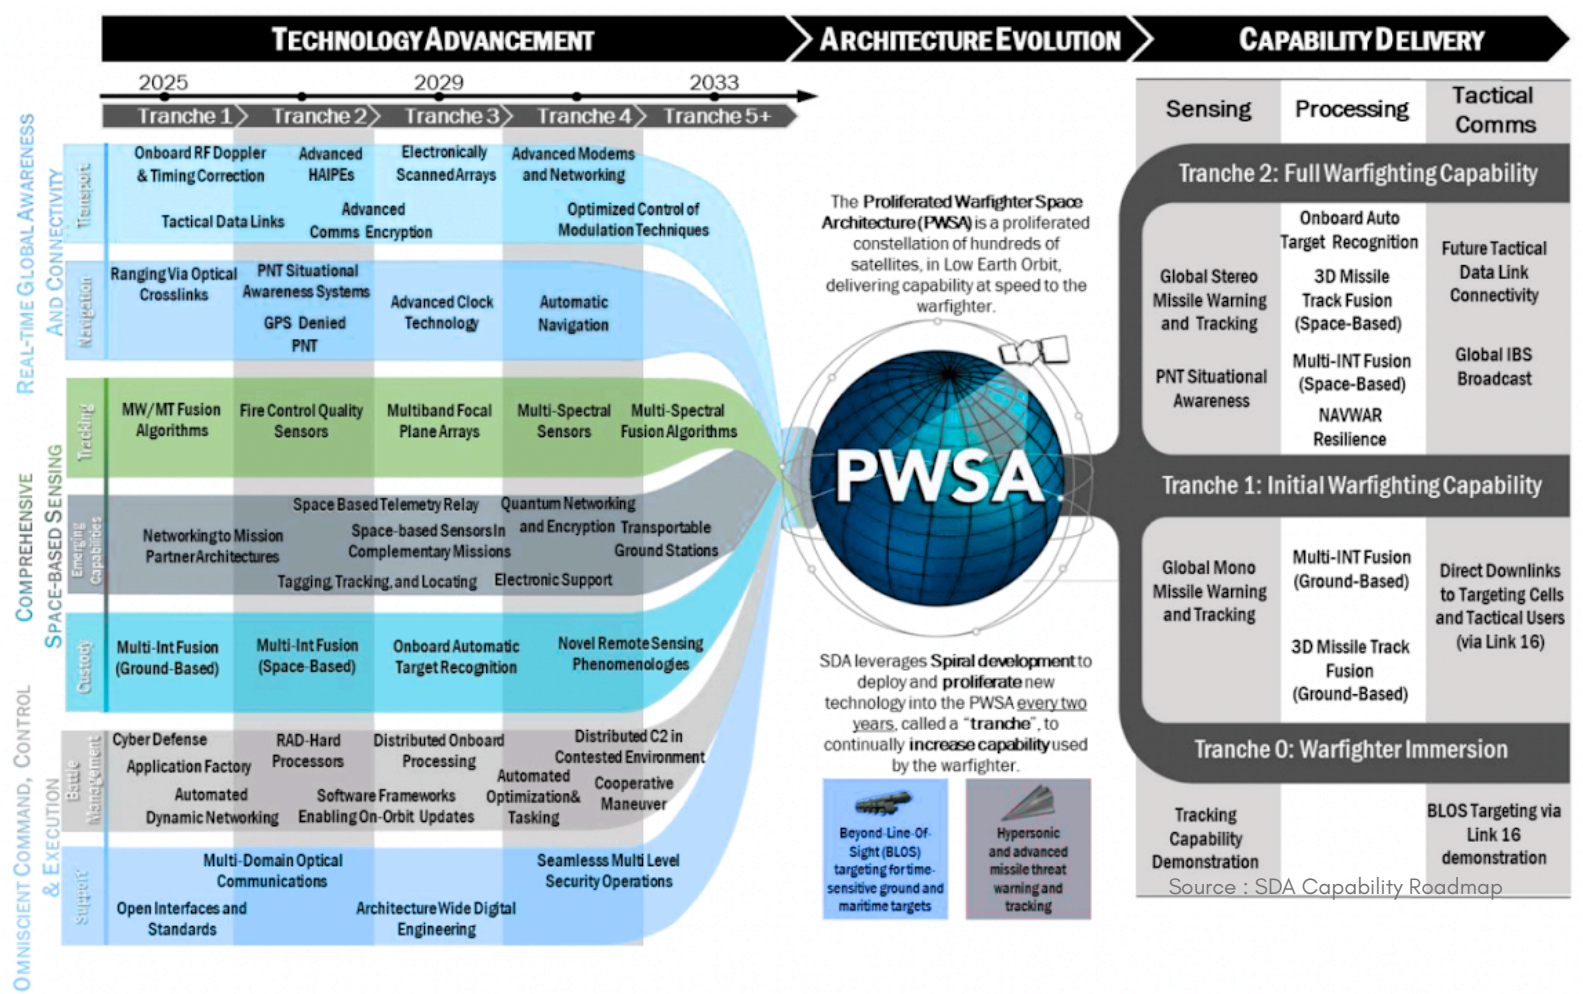 TECHNOLOGY ADVANCEMENT
ARCHITECTURE EVOLUTION
CAPABILITY DELIVERY
2025
2029
2033
Tranche 1
Tranche 2
Tranche 3
Tranche 4
Tranche 5+
REAL-TIME GLOBAL AWARENESS
AND CONNECTIVITY
Transport
Onboard RF Doppler
& Timing Correction
Advanced
HAIPEs
Electronically
Scanned Arrays
Advanced Modems
and Networking
Tactical Data Links
Advanced
Comms Encryption
Optimized Control of
Modulation Techniques
Navigation
Ranging Via Optical
Crosslinks
PNT Situational
Awareness Systems
GPS Denied
PNT
Advanced Clock
Technology
Automatic
Navigation
COMPREHENSIVE
SPACE-BASED SENSING
Tracking
MW/MT Fusion
Algorithms
Fire Control Quality
Sensors
Multiband Focal
Plane Arrays
Multi-Spectral
Sensors
Multi-Spectral
Fusion Algorithms
Emerging
Capabilities
Space Based Telemetry Relay
Quantum Networking
and Encryption
Networking to Mission
Partner Architectures
Space-based Sensors In
Complementary Missions
Transportable
Ground Stations
Tagging, Tracking, and Locating
Electronic Support
Custody
Multi-Int Fusion
(Ground-Based)
Multi-Int Fusion
(Space-Based)
Onboard Automatic
Target Recognition
Novel Remote Sensing
Phenomenologies
OMNISCIENT COMMAND, CONTROL
& EXECUTION
Battle
Management
Cyber Defense
Application Factory
Automated
Dynamic Networking
RAD-Hard
Processors
Software Frameworks
Enabling On-Orbit Updates
Distributed Onboard
Processing
Automated
Optimization&
Tasking
Distributed C2 in
Contested Environment
Cooperative
Maneuver
Support
Multi-Domain Optical
Communications
Seamlesss Multi Level
Security Operations
Open Interfaces and
Standards
Architecture Wide Digital
Engineering
The Proliferated Warfighter Space
Architecture (PWSA) is a proliferated
constellation of hundreds of
satellites, in Low Earth Orbit,
delivering capability at speed to the
warfighter.
PWSA
SDA leverages Spiral development to
deploy and proliferate new
technology into the PWSA every two
years, called a “tranche”, to
continually increase capability used
by the warfighter.
Beyond-Line-Of-
Sight (BLOS)
targeting for time-
sensitive ground and
maritime targets
Hypersonic
and advanced
missile threat
warning and
tracking
Sensing
Processing
Tactical
Comms
Tranche 2: Full Warfighting Capability
Global Stereo
Missile Warning
and Tracking
PNT Situational
Awareness
Onboard Auto
Target Recognition
3D Missile
Track Fusion
(Space-Based)
Multi-INT Fusion
(Space-Based)
NAVWAR
Resilience
Future Tactical
Data Link
Connectivity
Global IBS
Broadcast
Tranche 1: Initial Warfighting Capability
Global Mono
Missile Warning
and Tracking
Multi-INT Fusion
(Ground-Based)
3D Missile Track
Fusion
(Ground-Based)
Direct Downlinks
to Targeting Cells
and Tactical Users
(via Link 16)
Tranche 0: Warfighter Immersion
Tracking
Capability
Demonstration
BLOS Targeting via
Link 16
demonstration
Source : SDA Capability Roadmap